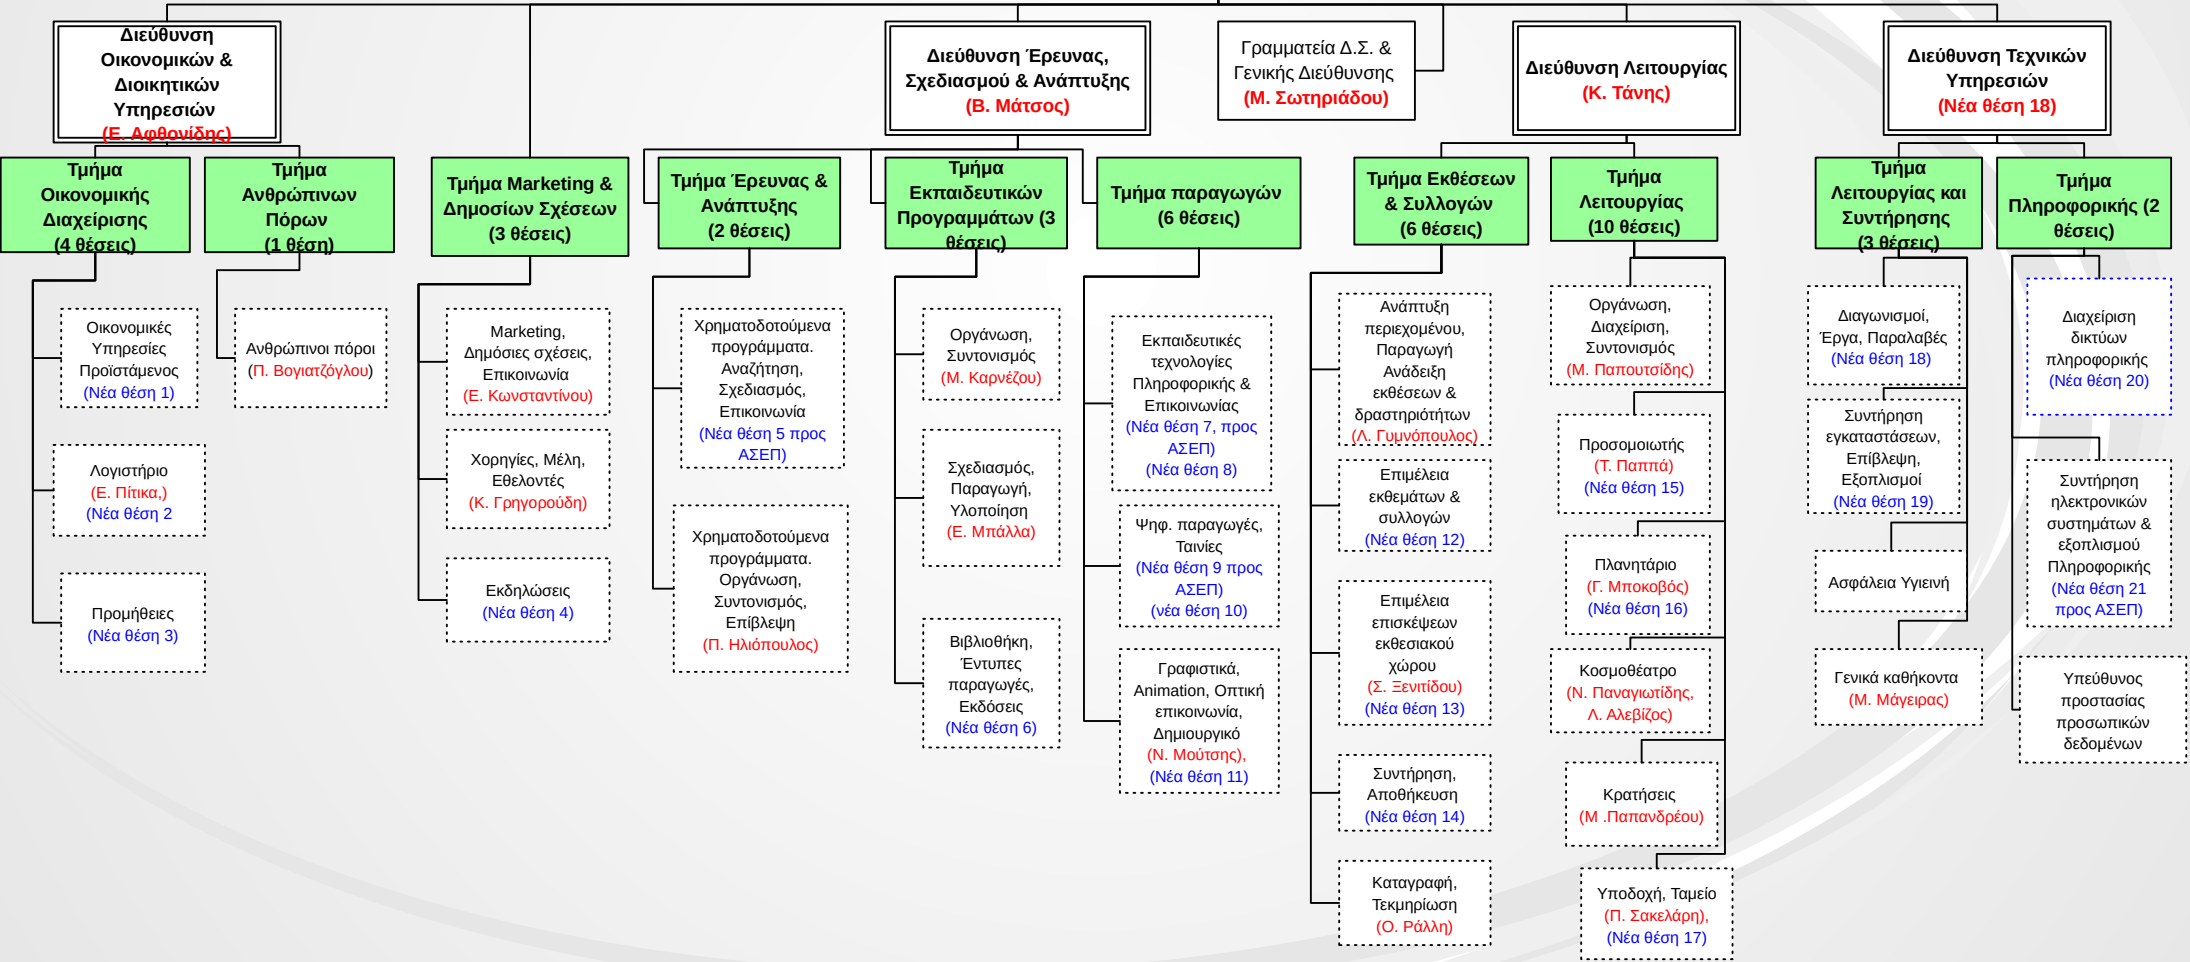 Διεύθυνση
Οικονομικών &
Διοικητικών
Υπηρεσιών
(Ε. Αφθονίδης)
Διεύθυνση Έρευνας,
Σχεδιασμού & Ανάπτυξης
(Β. Μάτσος)
Γραμματεία Δ.Σ. &
Γενικής Διεύθυνσης
(Μ. Σωτηριάδου)
Διεύθυνση Λειτουργίας
(Κ. Τάνης)
Διεύθυνση Τεχνικών
Υπηρεσιών
(Νέα θέση 18)
Τμήμα
Οικονομικής
Διαχείρισης
(4 θέσεις)
Τμήμα
Ανθρώπινων
Πόρων
(1 θέση)
Τμήμα Marketing &
Δημοσίων Σχέσεων
(3 θέσεις)
Τμήμα Έρευνας &
Ανάπτυξης
(2 θέσεις)
Τμήμα
Εκπαιδευτικών
Προγραμμάτων (3
θέσεις)
Τμήμα παραγωγών
(6 θέσεις)
Τμήμα Εκθέσεων
& Συλλογών
(6 θέσεις)
Τμήμα
Λειτουργίας
(10 θέσεις)
Τμήμα
Λειτουργίας και
Συντήρησης
(3 θέσεις)
Τμήμα
Πληροφορικής (2
θέσεις)
Οικονομικές
Υπηρεσίες
Προϊστάμενος
(Νέα θέση 1)
Λογιστήριο
(Ε. Πίτικα,)
(Νέα θέση 2
Προμήθειες
(Νέα θέση 3)
Ανθρώπινοι πόροι
(Π. Βογιατζόγλου)
Marketing,
Δημόσιες σχέσεις,
Επικοινωνία
(Ε. Κωνσταντίνου)
Χορηγίες, Μέλη,
Εθελοντές
(Κ. Γρηγορούδη)
Εκδηλώσεις
(Νέα θέση 4)
Χρηματοδοτούμενα
προγράμματα.
Αναζήτηση,
Σχεδιασμός,
Επικοινωνία
(Νέα θέση 5 προς
ΑΣΕΠ)
Χρηματοδοτούμενα
προγράμματα.
Οργάνωση,
Συντονισμός,
Επίβλεψη
(Π. Ηλιόπουλος)
Οργάνωση,
Συντονισμός
(Μ. Καρνέζου)
Σχεδιασμός,
Παραγωγή,
Υλοποίηση
(Ε. Μπάλλα)
Βιβλιοθήκη,
Έντυπες
παραγωγές,
Εκδόσεις
(Νέα θέση 6)
Εκπαιδευτικές
τεχνολογίες
Πληροφορικής &
Επικοινωνίας
(Νέα θέση 7, προς
ΑΣΕΠ)
(Νέα θέση 8)
Ψηφ. παραγωγές,
Ταινίες
(Νέα θέση 9 προς
ΑΣΕΠ)
(νέα θέση 10)
Γραφιστικά,
Animation, Οπτική
επικοινωνία,
Δημιουργικό
(Ν. Μούτσης),
(Νέα θέση 11)
Ανάπτυξη
περιεχομένου,
Παραγωγή
Ανάδειξη
εκθέσεων &
δραστηριότήτων
(Λ. Γυμνόπουλος)
Επιμέλεια
εκθεμάτων &
συλλογών
(Νέα θέση 12)
Επιμέλεια
επισκέψεων
εκθεσιακού
χώρου
(Σ. Ξενιτίδου)
(Νέα θέση 13)
Συντήρηση,
Αποθήκευση
(Νέα θέση 14)
Καταγραφή,
Τεκμηρίωση
(Ο. Ράλλη)
Οργάνωση,
Διαχείριση,
Συντονισμός
(Μ. Παπουτσίδης)
Προσομοιωτής
(Τ. Παππά)
(Νέα θέση 15)
Πλανητάριο
(Γ. Μποκοβός)
(Νέα θέση 16)
Κοσμοθέατρο
(Ν. Παναγιωτίδης,
Λ. Αλεβίζος)
Κρατήσεις
(Μ .Παπανδρέου)
Υποδοχή, Ταμείο
(Π. Σακελάρη),
(Νέα θέση 17)
Διαγωνισμοί,
Έργα, Παραλαβές
(Νέα θέση 18)
Συντήρηση
εγκαταστάσεων,
Επίβλεψη,
Εξοπλισμοί
(Νέα θέση 19)
Ασφάλεια Υγιεινή
Γενικά καθήκοντα
(Μ. Μάγειρας)
Διαχείριση
δικτύων
πληροφορικής
(Νέα θέση 20)
Συντήρηση
ηλεκτρονικών
συστημάτων &
εξοπλισμού
Πληροφορικής
(Νέα θέση 21
προς ΑΣΕΠ)
Υπεύθυνος
προστασίας
προσωπικών
δεδομένων